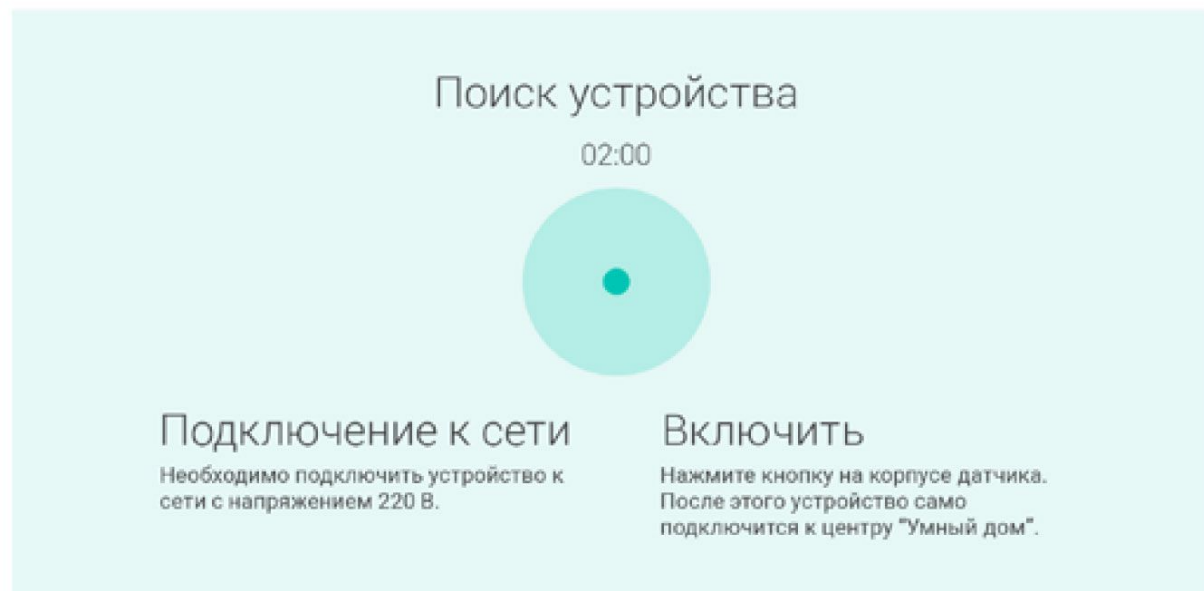 Поиск устройства
02:00
Подключение к сети
Необходимо подключить устройство к
сети с напряжением 220 В.
Включить
Нажмите кнопку на корпусе датчика.
После этого устройство само
подключится к центру "Умный дом".